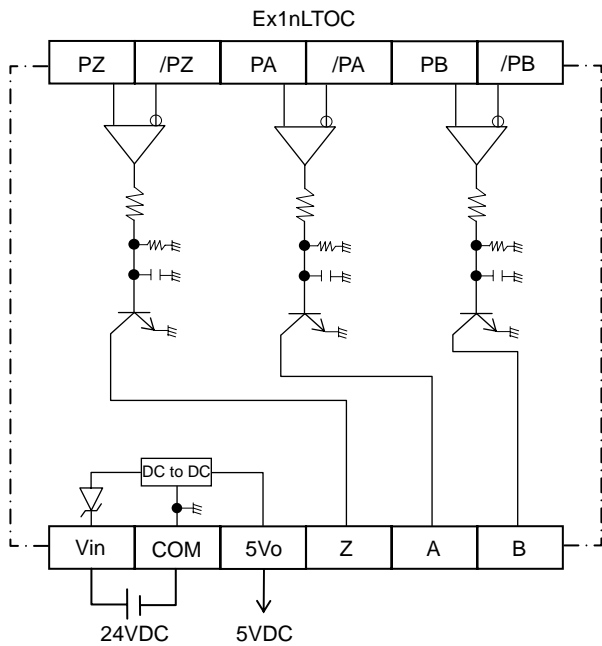 Ex1nLTOC
PZ /PZ PA /PA PB /PB
DC to DC
Vin COM 5Vo Z A B
24VDC 5VDC